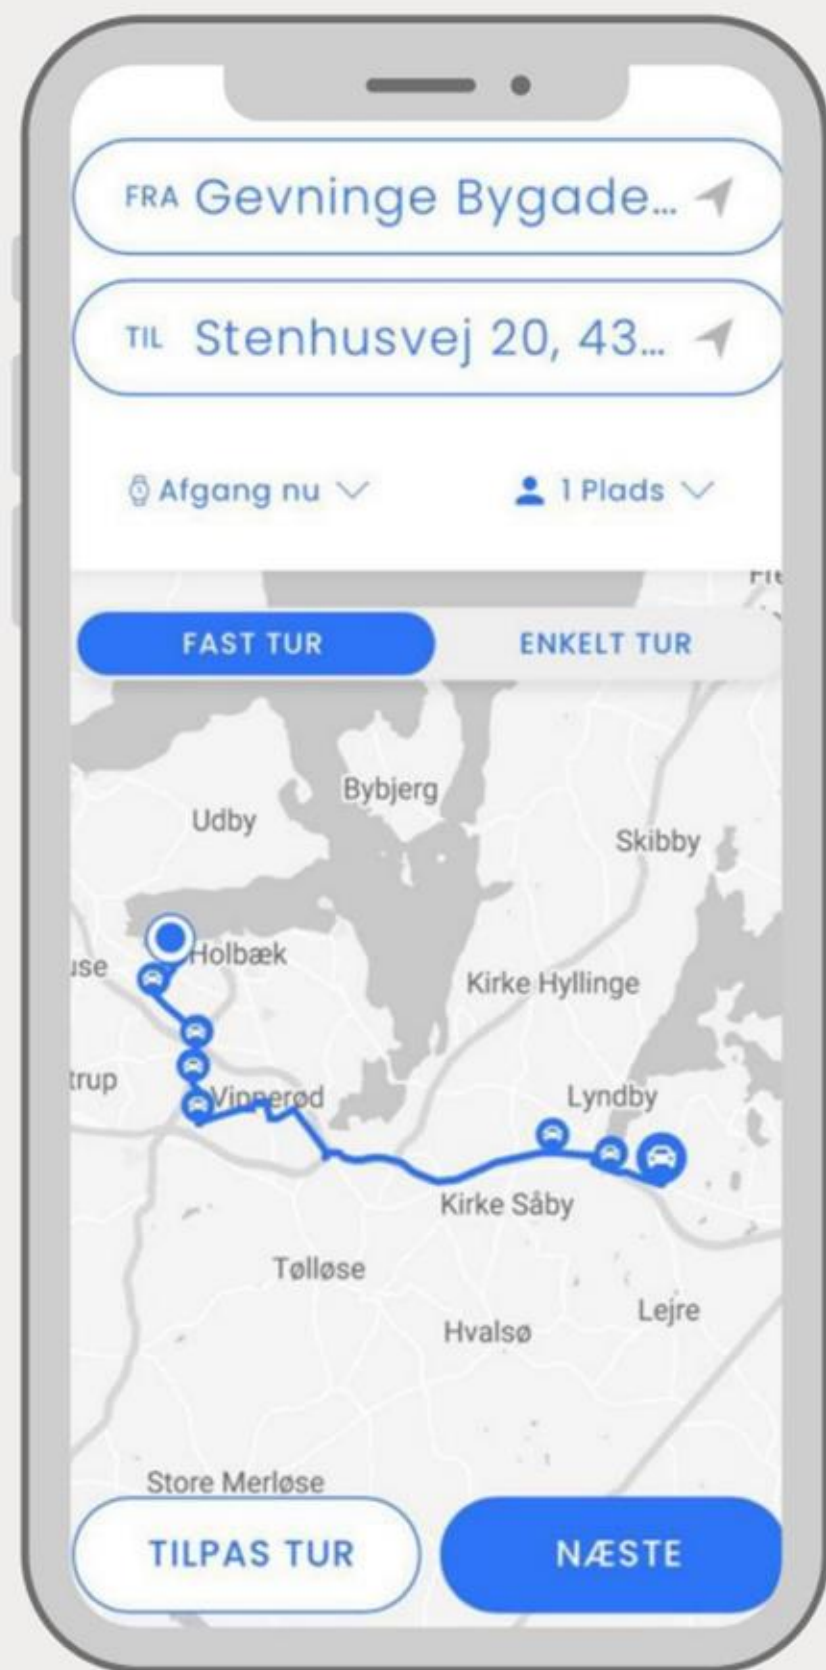 FRA Gevninge Bygade...
TIL Stenhusvej 20, 43...
Afgang nu
1 Plads
FAST TUR
ENKELT TUR
Bybjerg
Udby
Skibby
Holbæk
Kirke Hyllinge
trup
Vipperød
Lyndby
Kirke Såby
Tølløse
Lejre
Hvalsø
Store Merløse
TILPAS TUR
NÆSTE